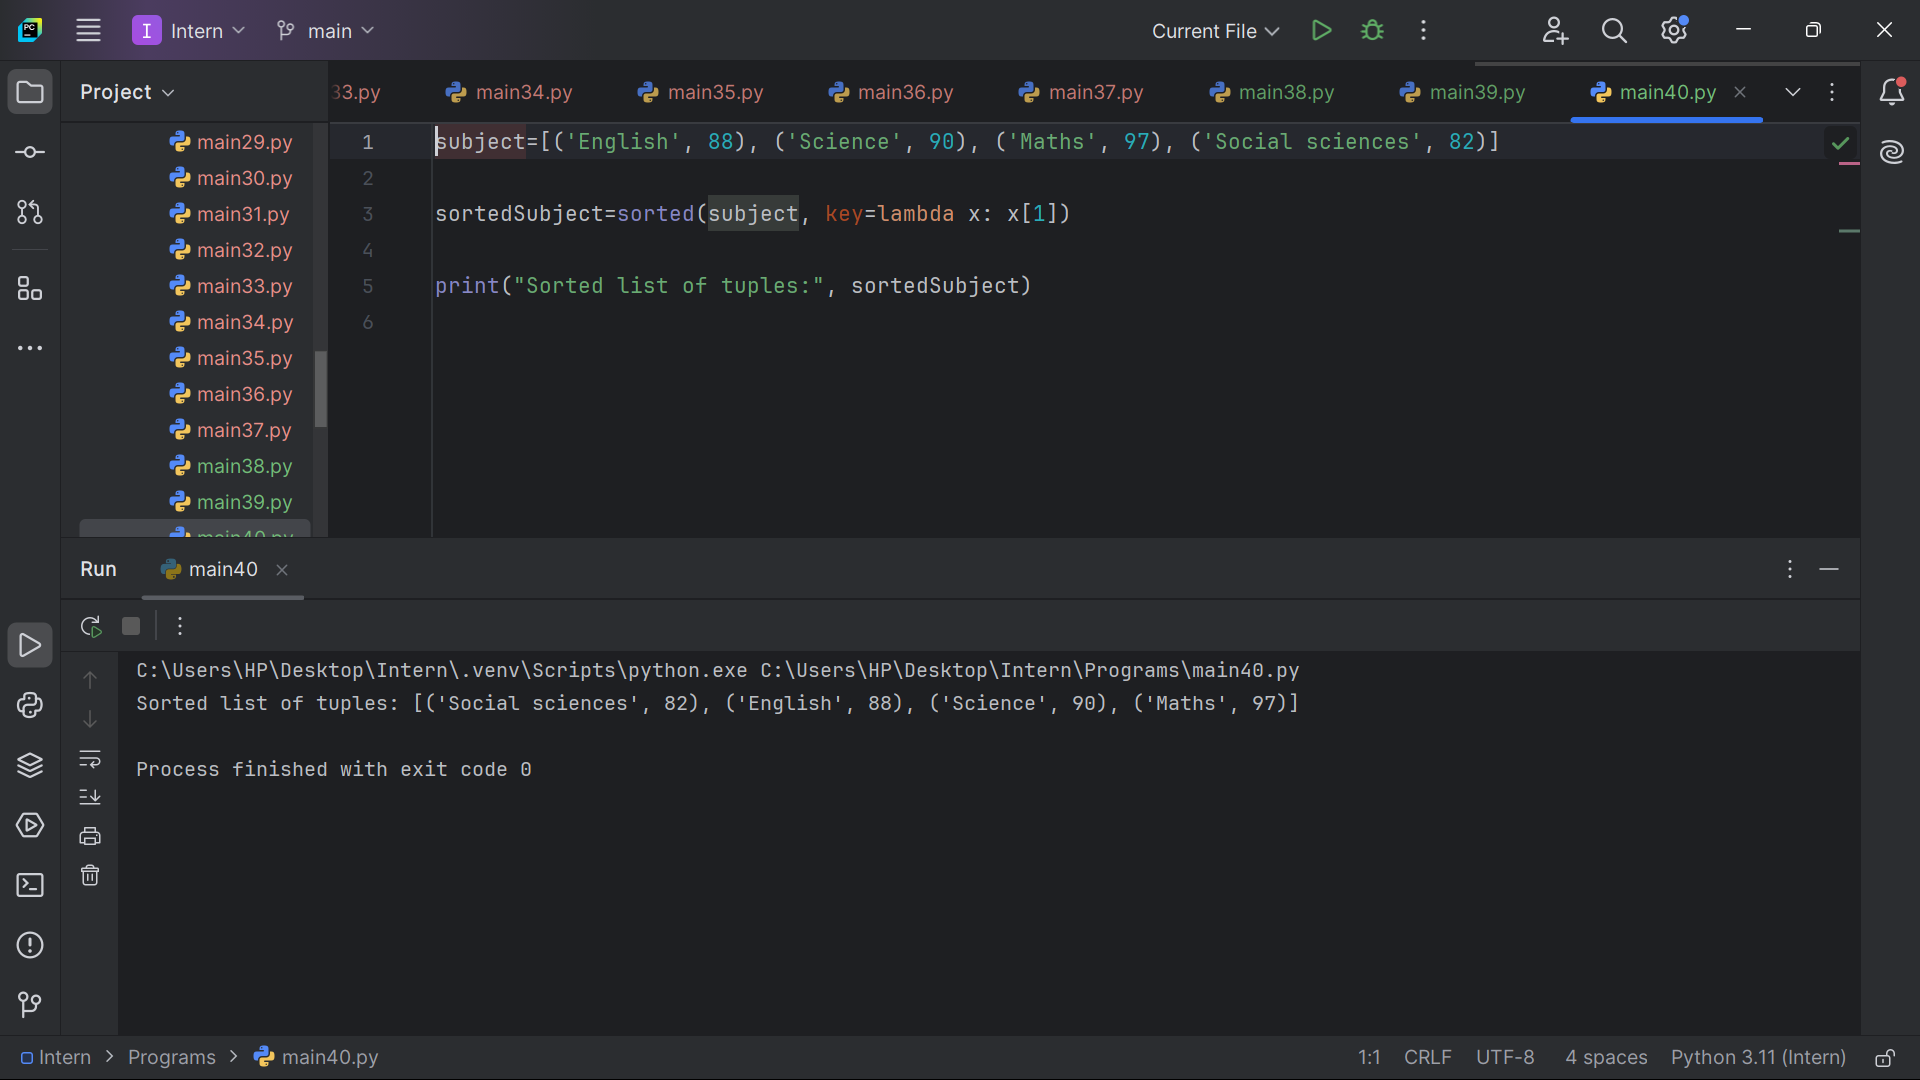 PC
I Intern main Current File
Project
33.py main34.py main35.py main36.py main37.py main38.py main39.py main40.py
main29.py
main30.py
main31.py
main32.py
main33.py
main34.py
main35.py
main36.py
main37.py
main38.py
main39.py
main40.py
1 subject=[('English', 88), ('Science', 90), ('Maths', 97), ('Social sciences', 82)]
2
3 sortedSubject=sorted(subject, key=lambda x: x[1])
4
5 print("Sorted list of tuples:", sortedSubject)
6
Run main40
C:\Users\HP\Desktop\Intern\.venv\Scripts\python.exe C:\Users\HP\Desktop\Intern\Programs\main40.py
Sorted list of tuples: [('Social sciences', 82), ('English', 88), ('Science', 90), ('Maths', 97)]
Process finished with exit code 0
Intern > Programs > main40.py 1:1 CRLF UTF-8 4 spaces Python 3.11 (Intern)